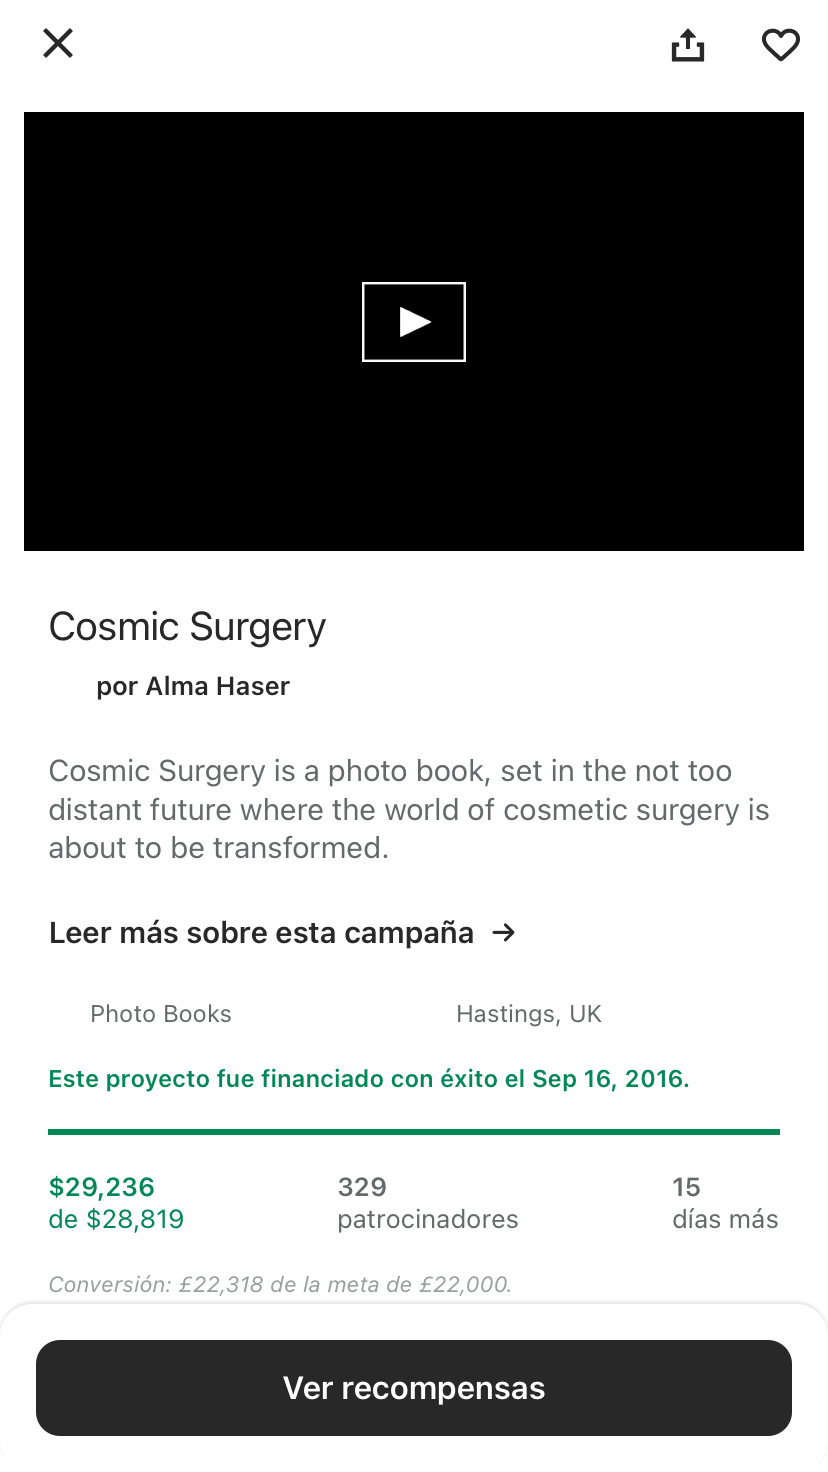 Cosmic Surgery
por Alma Haser
Cosmic Surgery is a photo book, set in the not too
distant future where the world of cosmetic surgery is
about to be transformed.
Leer más sobre esta campaña →
Photo Books
Hastings, UK
Este proyecto fue financiado con éxito el Sep 16, 2016.
$29,236
de $28,819
329
patrocinadores
15
días más
Conversión: £22,318 de la meta de £22,000.
Ver recompensas